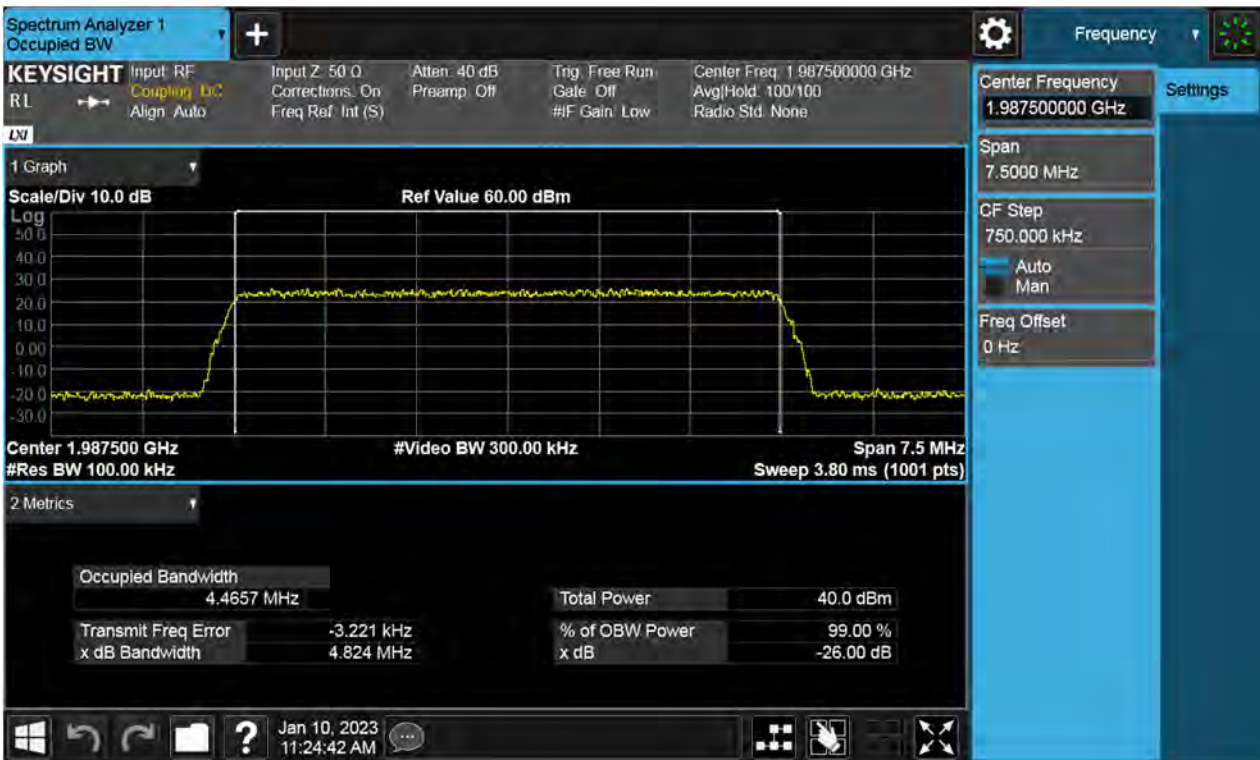 Spectrum Analyzer 1
Occupied BW
+
Frequency
KEYSIGHT
RL
LXI
Input: RF
Coupling: DC
Align: Auto
Input Z: 50 Ω
Corrections: On
Freq Ref: Int (S)
Atten: 40 dB
Preamp: Off
Trig: Free Run
Gate: Off
#IF Gain: Low
Center Freq: 1.987500000 GHz
Avg|Hold: 100/100
Radio Std: None
Center Frequency
1.987500000 GHz
Settings
Span
7.5000 MHz
CF Step
750.000 kHz
Auto
Man
Freq Offset
0 Hz
1 Graph
Scale/Div 10.0 dB
Ref Value 60.00 dBm
Log
50.0
40.0
30.0
20.0
10.0
0.00
-10.0
-20.0
-30.0
Center 1.987500 GHz
#Video BW 300.00 kHz
Span 7.5 MHz
#Res BW 100.00 kHz
Sweep 3.80 ms (1001 pts)
2 Metrics
Occupied Bandwidth
4.4657 MHz
Total Power 40.0 dBm
Transmit Freq Error -3.221 kHz
% of OBW Power 99.00 %
x dB Bandwidth 4.824 MHz
x dB -26.00 dB
?
Jan 10, 2023
11:24:42 AM